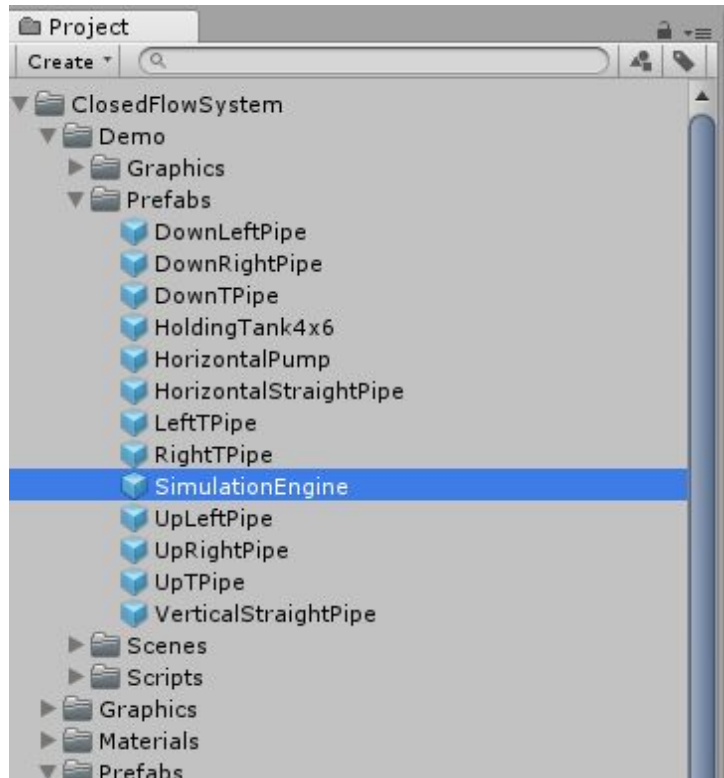 Project
Create
ClosedFlowSystem
Demo
Graphics
Prefabs
DownLeftPipe
DownRightPipe
DownTPipe
HoldingTank4x6
HorizontalPump
HorizontalStraightPipe
LeftTPipe
RightTPipe
SimulationEngine
UpLeftPipe
UpRightPipe
UpTPipe
VerticalStraightPipe
Scenes
Scripts
Graphics
Materials
Prefabs